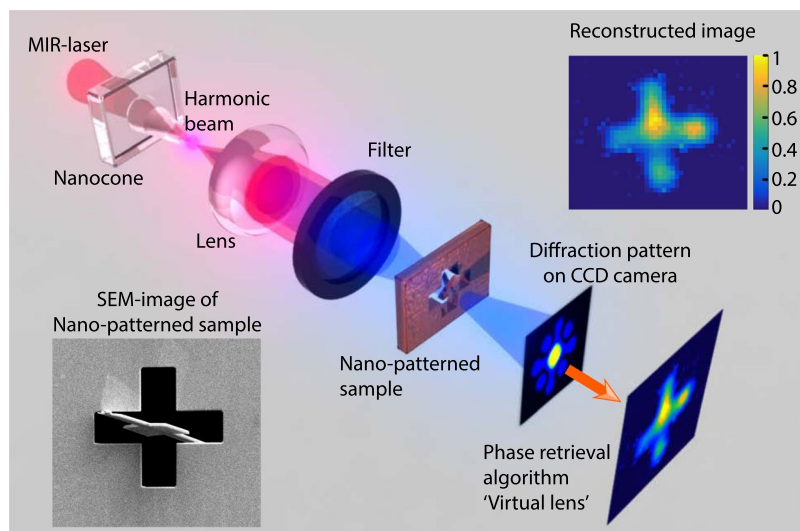 MIR-laser
Harmonic
beam
Nanocone
Lens
Filter
Reconstructed image
1
0.8
0.6
0.4
0.2
0
Diffraction pattern
on CCD camera
SEM-image of
Nano-patterned sample
Nano-patterned
sample
Phase retrieval
algorithm
‘Virtual lens’